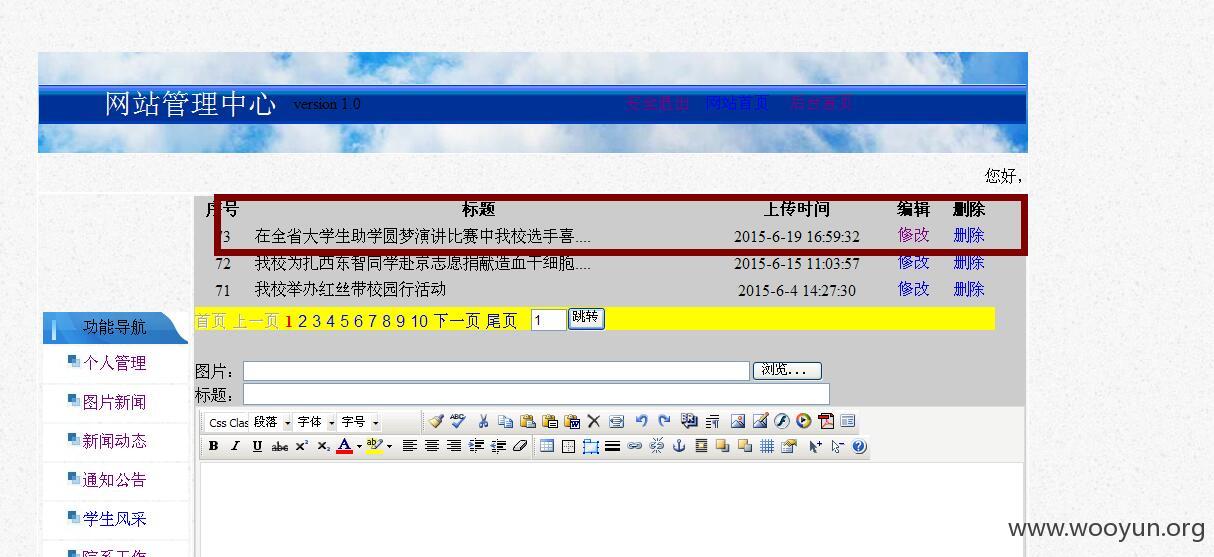 网站管理中心 version 1.0 安全退出 网站首页 后台首页
您好，
序号 标题 上传时间 编辑 删除
73 在全省大学生助学圆梦演讲比赛中我校选手喜.... 2015-6-19 16:59:32 修改 删除
72 我校为扎西东智同学赴京志愿捐献造血干细胞.... 2015-6-15 11:03:57 修改 删除
71 我校举办红丝带校园行活动 2015-6-4 14:27:30 修改 删除
首页 上一页 1 2 3 4 5 6 7 8 9 10 下一页 尾页 1 跳转
功能导航
个人管理
图片新闻
新闻动态
通知公告
学生风采
院系工作
图片： 浏览...
标题：
Css Clas 段落 字体 字号
B I U abc x² x₂ A ab
www.wooyun.org